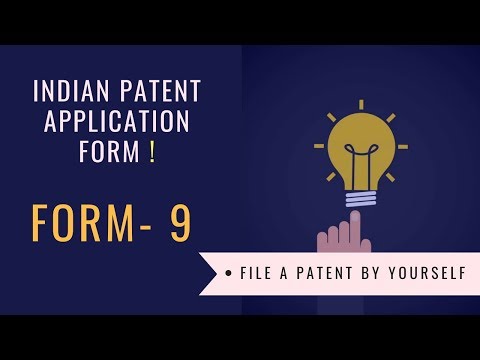 INDIAN PATENT
APPLICATION
FORM !
FORM- 9
• FILE A PATENT BY YOURSELF